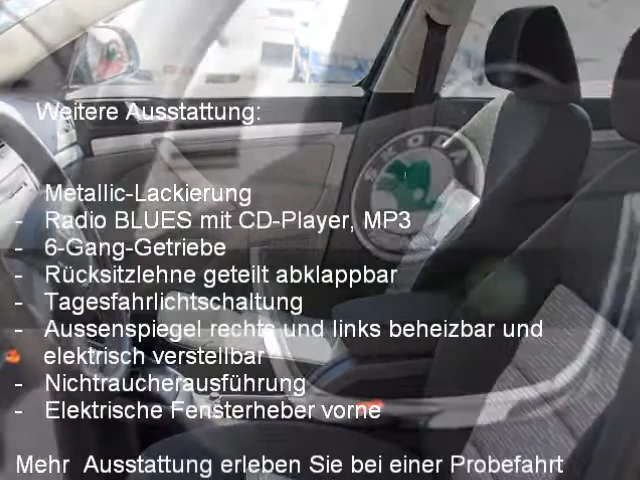 Weitere Ausstattung:
SKODA
Metallic-Lackierung
- Radio BLUES mit CD-Player, MP3
- 6-Gang-Getriebe
- Rücksitzlehne geteilt abklappbar
- Tagesfahrlichtschaltung
- Aussenspiegel rechts und links beheizbar und
elektrisch verstellbar
- Nichtraucherausführung
- Elektrische Fensterheber vorne
Mehr Ausstattung erleben Sie bei einer Probefahrt